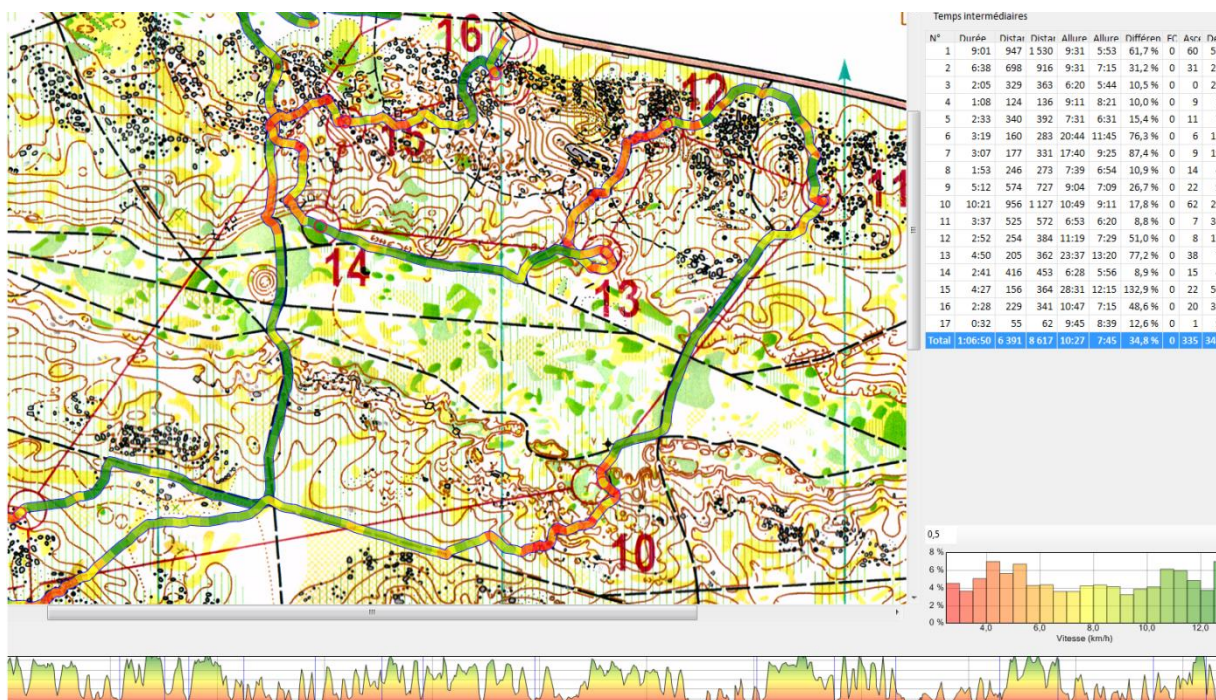 Temps intermédiaires
N° Durée Distar Distar Allure Allure Différen FC Asce De
1 9:01 947 1 530 9:31 5:53 61,7 % 0 60 5
2 6:38 698 916 9:31 7:15 31,2 % 0 31 2
3 2:05 329 363 6:20 5:44 10,5 % 0 0 2
4 1:08 124 136 9:11 8:21 10,0 % 0 9
5 2:33 340 392 7:31 6:31 15,4 % 0 11
6 3:19 160 283 20:44 11:45 76,3 % 0 6 1
7 3:07 177 331 17:40 9:25 87,4 % 0 9 1
8 1:53 246 273 7:39 6:54 10,9 % 0 14
9 5:12 574 727 9:04 7:09 26,7 % 0 22
10 10:21 956 1 127 10:49 9:11 17,8 % 0 62 2
11 3:37 525 572 6:53 6:20 8,8 % 0 7 3
12 2:52 254 384 11:19 7:29 51,0 % 0 8 1
13 4:50 205 362 23:37 13:20 77,2 % 0 38
14 2:41 416 453 6:28 5:56 8,9 % 0 15
15 4:27 156 364 28:31 12:15 132,9 % 0 22 5
16 2:28 229 341 10:47 7:15 48,6 % 0 20 3
17 0:32 55 62 9:45 8:39 12,6 % 0 1
Total 1:06:50 6 391 8 617 10:27 7:45 34,8 % 0 335 34
16
12
15
11
14
13
10
0,5
8 %
6 %
4 %
2 %
0 %
4,0 6,0 8,0 10,0 12,0
Vitesse (km/h)